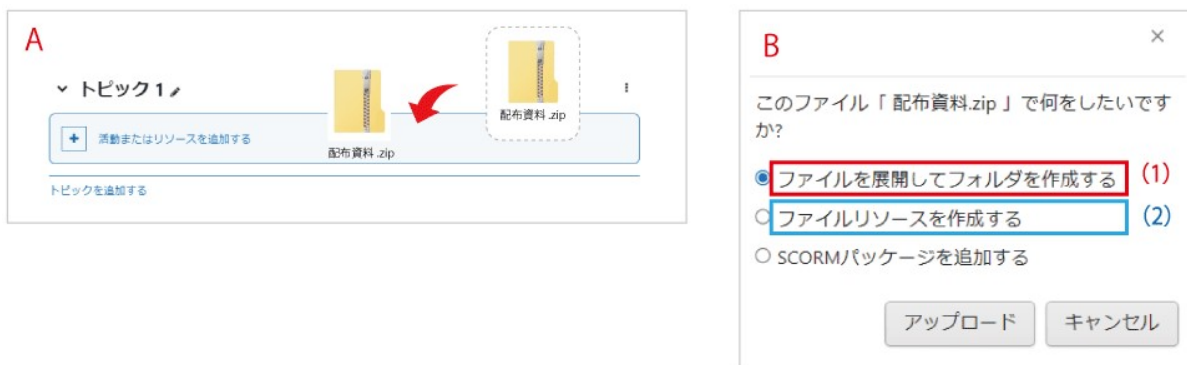 A
トピック 1
配布資料 .zip
活動またはリソースを追加する
配布資料 .zip
トピックを追加する
B
×
このファイル「 配布資料.zip 」で何をしたいです
か?
ファイルを展開してフォルダを作成する (1)
ファイルリソースを作成する (2)
SCORMパッケージを追加する
アップロード キャンセル